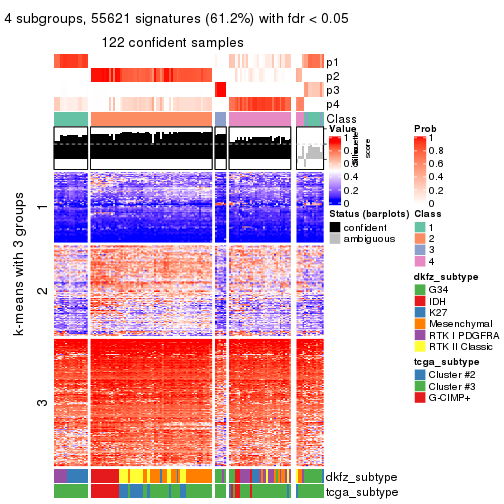 4 subgroups, 55621 signatures (61.2%) with fdr < 0.05
122 confident samples
p1
p2
p3
p4
Class
Silhouette
score
k-means with 3 groups
1
2
3
dkfz_subtype
tcga_subtype
Value
1
0.8
0.6
0.4
0.2
0
Status (barplots)
confident
ambiguous
Prob
1
0.8
0.6
0.4
0.2
0
Class
1
2
3
4
dkfz_subtype
G34
IDH
K27
Mesenchymal
RTK I PDGFRA
RTK II Classic
tcga_subtype
Cluster #2
Cluster #3
G-CIMP+